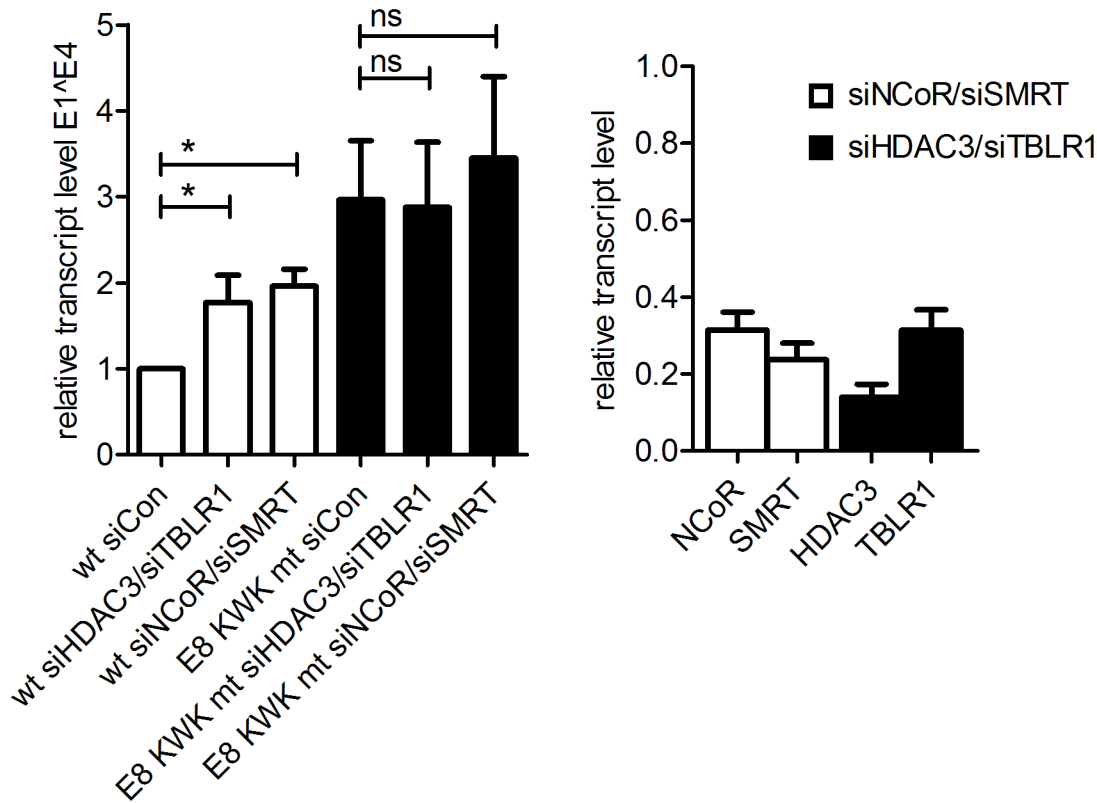 relative transcript level E1^E4
5
4
3
2
1
0
ns
ns
*
*
wt siCon
wt siHDAC3/siTBLR1
wt siNCoR/siSMRT
E8 KWK mt siCon
E8 KWK mt siHDAC3/siTBLR1
E8 KWK mt siNCoR/siSMRT
relative transcript level
1.0
0.8
0.6
0.4
0.2
0.0
siNCoR/siSMRT
siHDAC3/siTBLR1
NCoR
SMRT
HDAC3
TBLR1